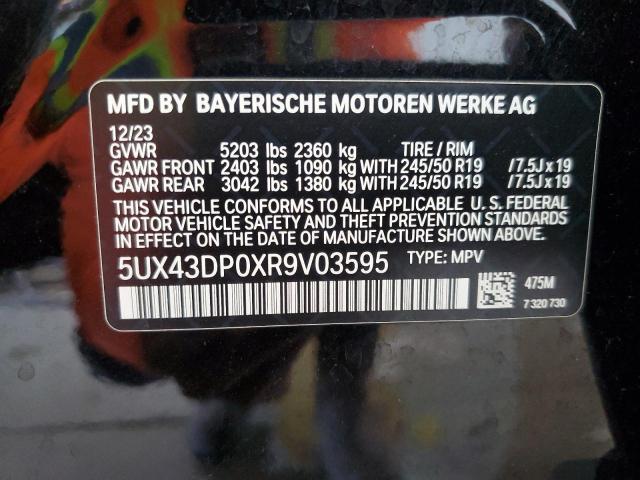 MFD BY BAYERISCHE MOTOREN WERKE AG
12/23
GVWR 5203 lbs 2360 kg TIRE / RIM
GAWR FRONT 2403 lbs 1090 kg WITH 245/50 R19 /7.5J x 19
GAWR REAR 3042 lbs 1380 kg WITH 245/50 R19 /7.5J x 19
THIS VEHICLE CONFORMS TO ALL APPLICABLE U. S. FEDERAL
MOTOR VEHICLE SAFETY AND THEFT PREVENTION STANDARDS
IN EFFECT ON THE DATE OF MANUFACTURE SHOWN ABOVE.
5UX43DP0XR9V03595 TYPE: MPV
475M
7 320 730